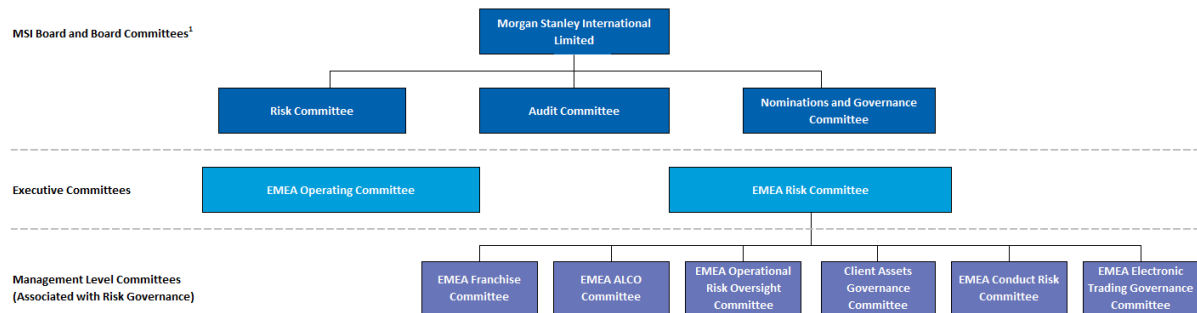 MSI Board and Board Committees¹
Morgan Stanley International
Limited
Risk Committee
Audit Committee
Nominations and Governance
Committee
Executive Committees
EMEA Operating Committee
EMEA Risk Committee
Management Level Committees
(Associated with Risk Governance)
EMEA Franchise
Committee
EMEA ALCO
Committee
EMEA Operational
Risk Oversight
Committee
Client Assets
Governance
Committee
EMEA Conduct Risk
Committee
EMEA Electronic
Trading Governance
Committee